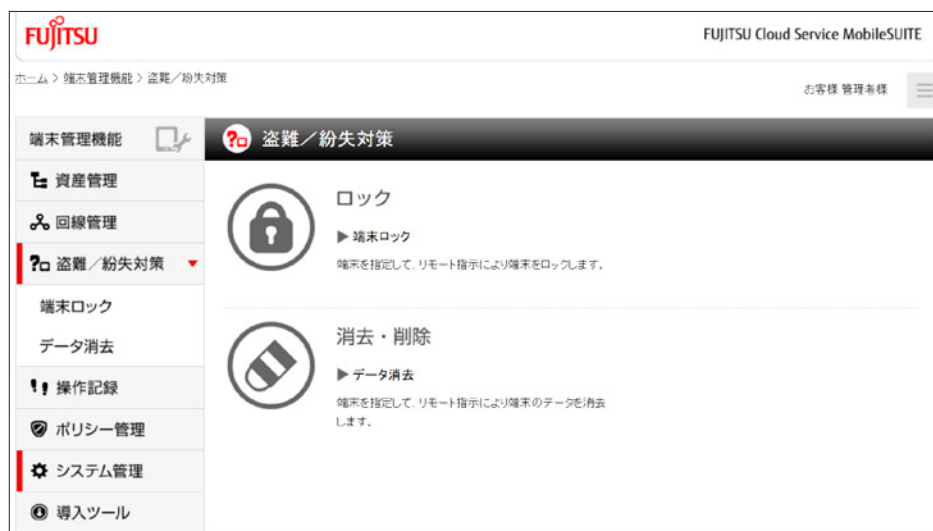 FUJITSU
FUJITSU Cloud Service MobileSUITE
ホーム > 端末管理機能 > 盗難/紛失対策
お客様 管理者様
端末管理機能
資産管理
回線管理
盗難/紛失対策
端末ロック
データ消去
操作記録
ポリシー管理
システム管理
導入ツール
盗難/紛失対策
ロック
▶端末ロック
端末を指定して、リモート指示により端末をロックします。
消去・削除
▶データ消去
端末を指定して、リモート指示により端末のデータを消去
します。